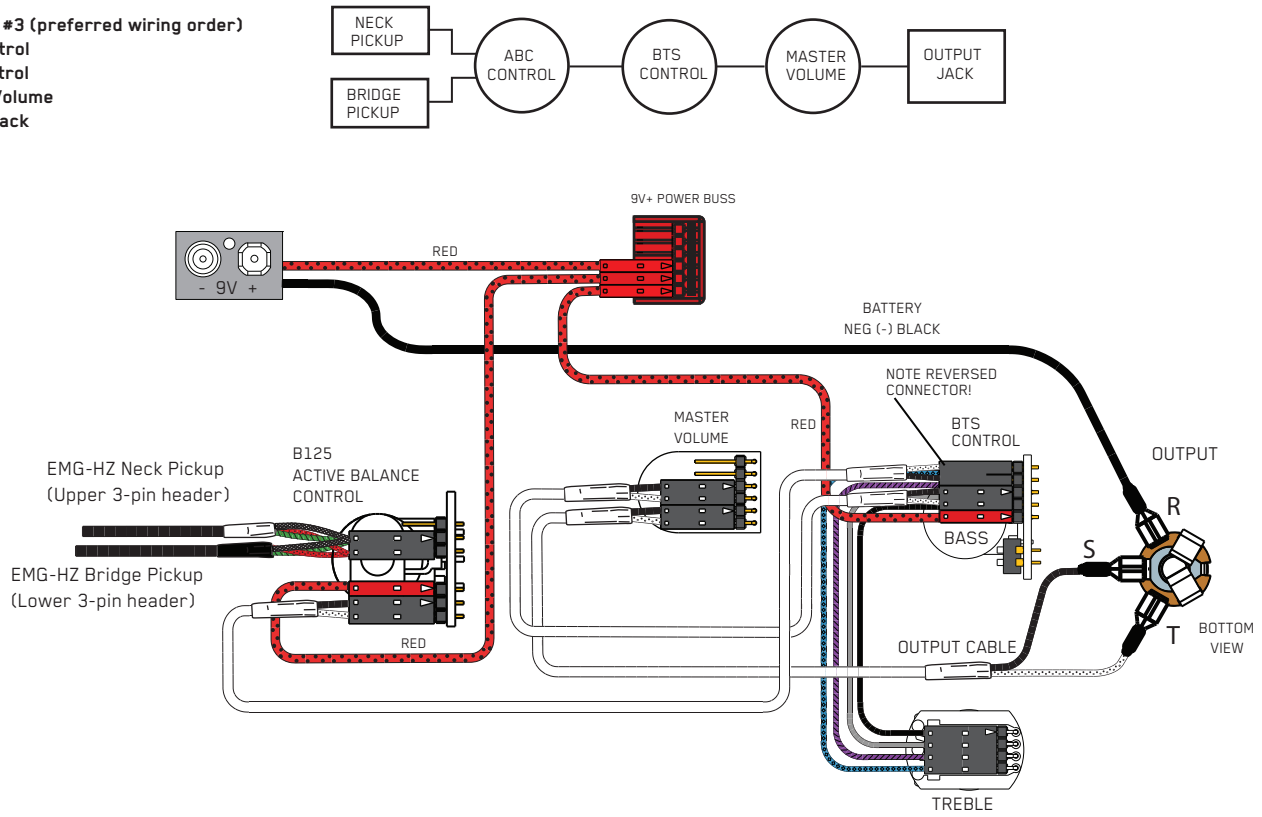 #3 (preferred wiring order)
trol
trol
Volume
ack
NECK
PICKUP
BRIDGE
PICKUP
ABC
CONTROL
BTS
CONTROL
MASTER
VOLUME
OUTPUT
JACK
9V+ POWER BUSS
RED
- 9V +
BATTERY
NEG (-) BLACK
NOTE REVERSED
CONNECTOR!
MASTER
VOLUME
RED
BTS
CONTROL
OUTPUT
B125
ACTIVE BALANCE
CONTROL
EMG-HZ Neck Pickup
(Upper 3-pin header)
R
BASS
S
EMG-HZ Bridge Pickup
(Lower 3-pin header)
RED
OUTPUT CABLE
T
BOTTOM
VIEW
TREBLE